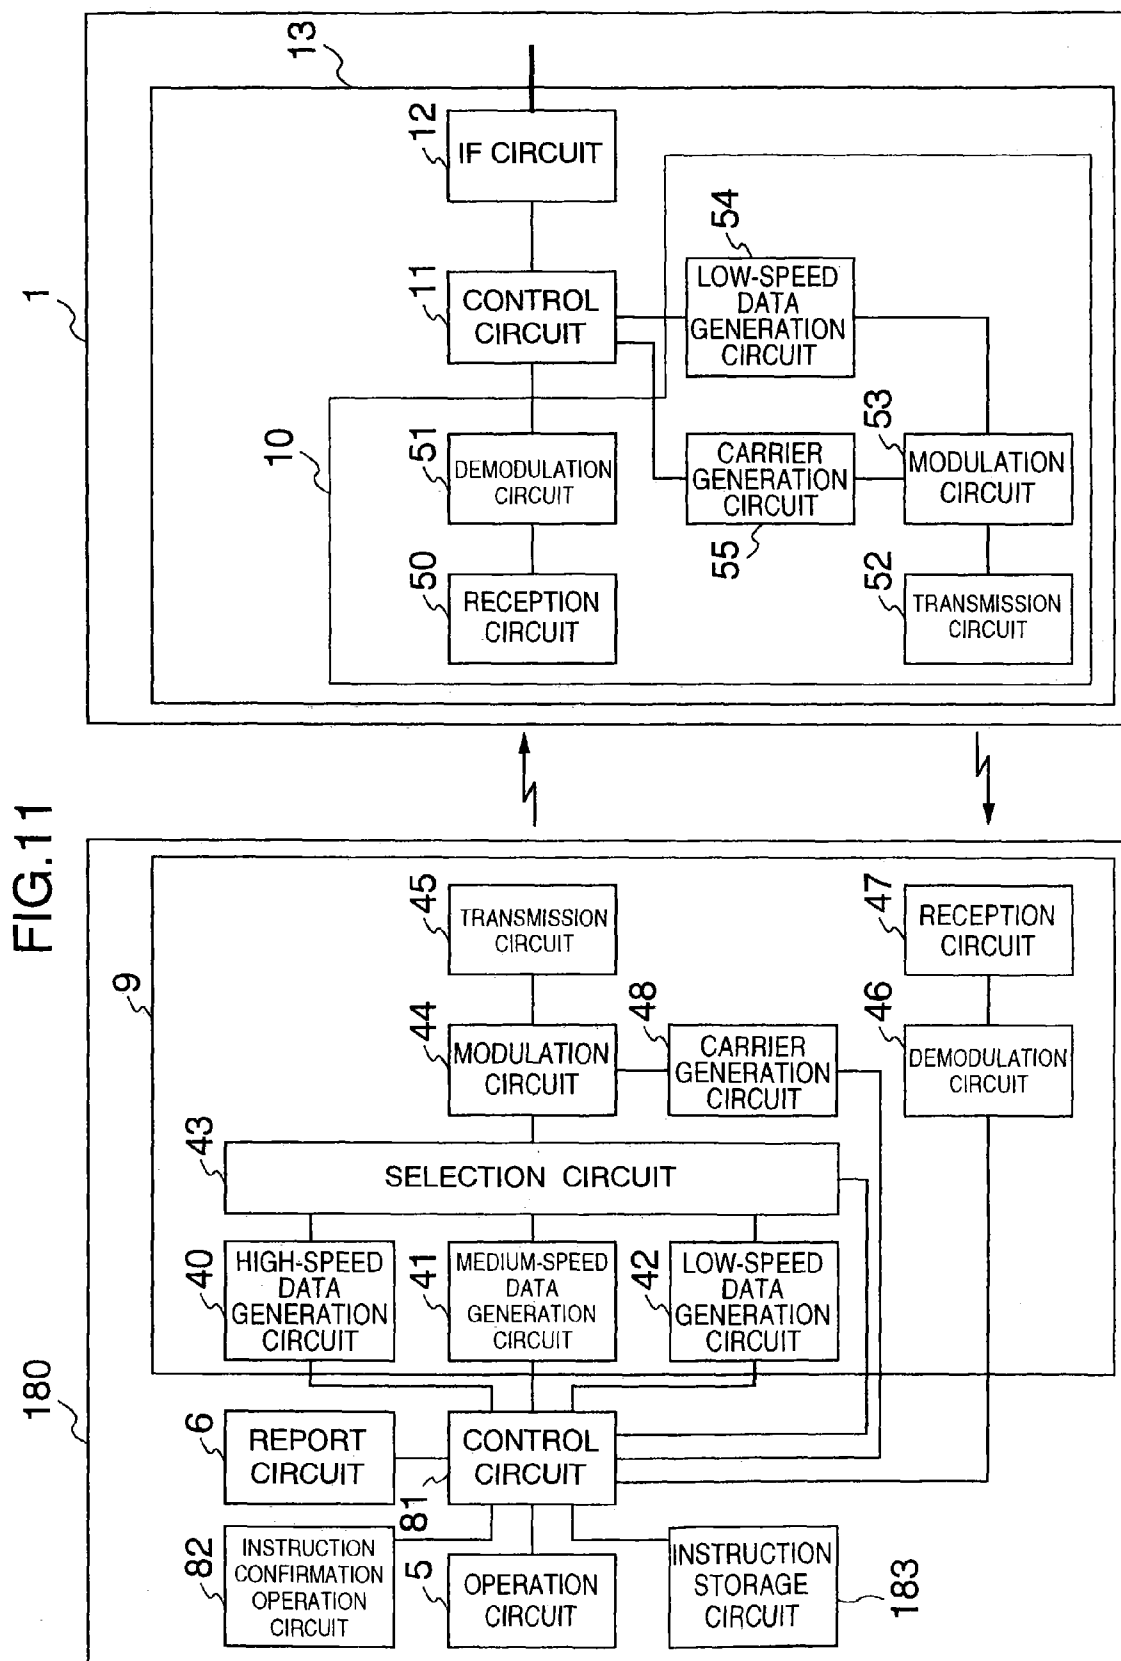 FIG.11
180
9
82
INSTRUCTION
CONFIRMATION
OPERATION
CIRCUIT
6
REPORT
CIRCUIT
40
HIGH-SPEED
DATA
GENERATION
CIRCUIT
43
SELECTION CIRCUIT
5
OPERATION
CIRCUIT
81
CONTROL
CIRCUIT
41
MEDIUM-SPEED
DATA
GENERATION
CIRCUIT
44
MODULATION
CIRCUIT
45
TRANSMISSION
CIRCUIT
183
INSTRUCTION
STORAGE
CIRCUIT
42
LOW-SPEED
DATA
GENERATION
CIRCUIT
48
CARRIER
GENERATION
CIRCUIT
46
DEMODULATION
CIRCUIT
47
RECEPTION
CIRCUIT
1
13
10
50
RECEPTION
CIRCUIT
51
DEMODULATION
CIRCUIT
11
CONTROL
CIRCUIT
12
IF CIRCUIT
55
CARRIER
GENERATION
CIRCUIT
54
LOW-SPEED
DATA
GENERATION
CIRCUIT
52
TRANSMISSION
CIRCUIT
53
MODULATION
CIRCUIT